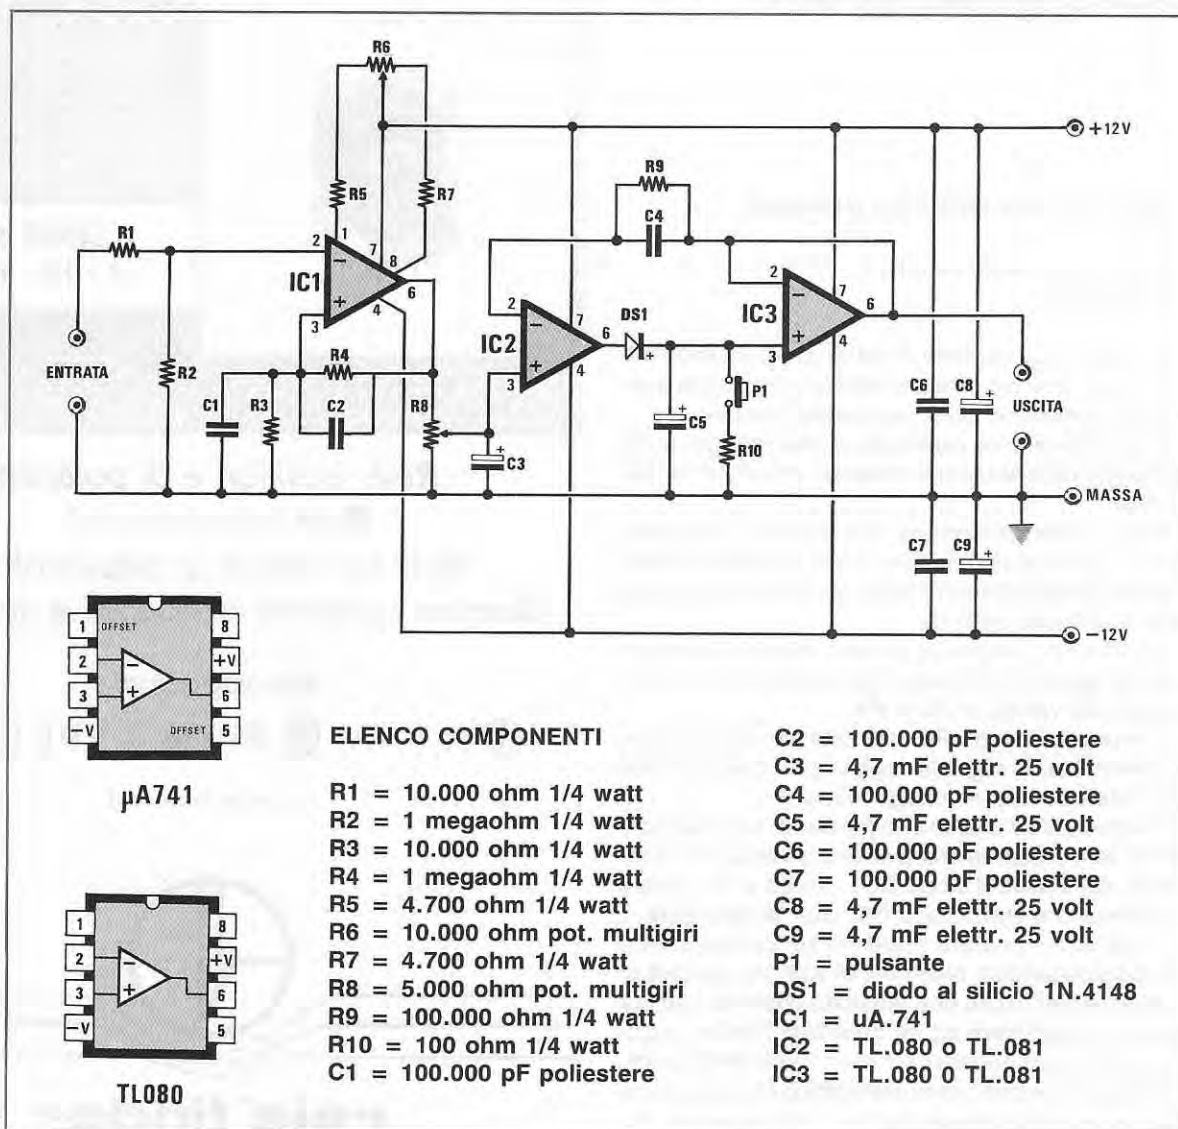 R6
+12V
R9
R5
R7
C4
R1
2
1
7
8
IC1
6
4
3
2
7
6
IC3
3
4
2
7
DS1
6
IC2
3
4
+
ENTRATA
R2
R4
C1
R3
C2
R8
C3
+
C5
+
P1
R10
C6
C8
+
USCITA
MASSA
C7
C9
+
-12V
1 OFFSET 8
2 +V
3 6
-V OFFSET 5
µA741
1 8
2 +V
3 6
-V 5
TL080
ELENCO COMPONENTI
R1 = 10.000 ohm 1/4 watt
R2 = 1 megaohm 1/4 watt
R3 = 10.000 ohm 1/4 watt
R4 = 1 megaohm 1/4 watt
R5 = 4.700 ohm 1/4 watt
R6 = 10.000 ohm pot. multigiri
R7 = 4.700 ohm 1/4 watt
R8 = 5.000 ohm pot. multigiri
R9 = 100.000 ohm 1/4 watt
R10 = 100 ohm 1/4 watt
C1 = 100.000 pF poliestere
C2 = 100.000 pF poliestere
C3 = 4,7 mF elettr. 25 volt
C4 = 100.000 pF poliestere
C5 = 4,7 mF elettr. 25 volt
C6 = 100.000 pF poliestere
C7 = 100.000 pF poliestere
C8 = 4,7 mF elettr. 25 volt
C9 = 4,7 mF elettr. 25 volt
P1 = pulsante
DS1 = diodo al silicio 1N.4148
IC1 = uA.741
IC2 = TL.080 o TL.081
IC3 = TL.080 0 TL.081